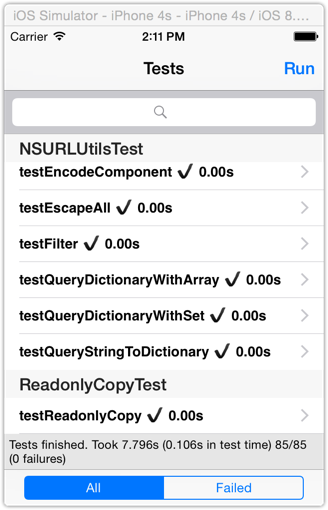 iOS Simulator - iPhone 4s - iPhone 4s / iOS 8....
Carrier 2:11 PM
Tests Run
NSURLUtilsTest
testEncodeComponent ✔ 0.00s
testEscapeAll ✔ 0.00s
testFilter ✔ 0.00s
testQueryDictionaryWithArray ✔ 0.00s
testQueryDictionaryWithSet ✔ 0.00s
testQueryStringToDictionary ✔ 0.00s
ReadonlyCopyTest
testReadonlyCopy ✔ 0.00s
Tests finished. Took 7.796s (0.106s in test time) 85/85
(0 failures)
All Failed